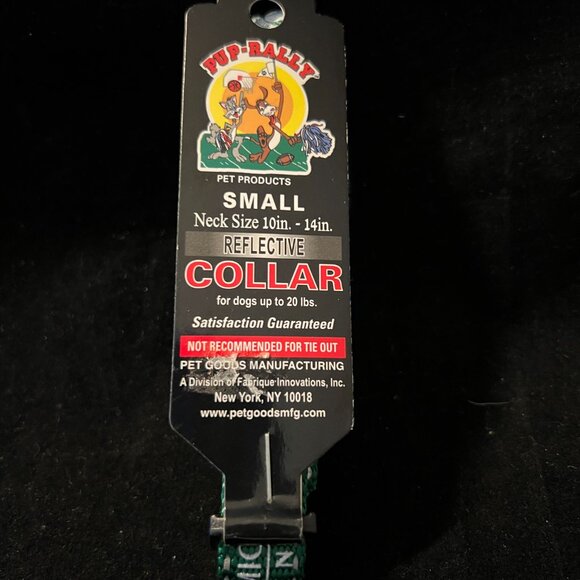 PUP-RALLY
PET PRODUCTS
SMALL
Neck Size 10in. - 14in.
REFLECTIVE
COLLAR
for dogs up to 20 lbs.
Satisfaction Guaranteed
NOT RECOMMENDED FOR TIE OUT
PET GOODS MANUFACTURING
A Division of Fabrique Innovations, Inc.
New York, NY 10018
www.petgoodsmfg.com